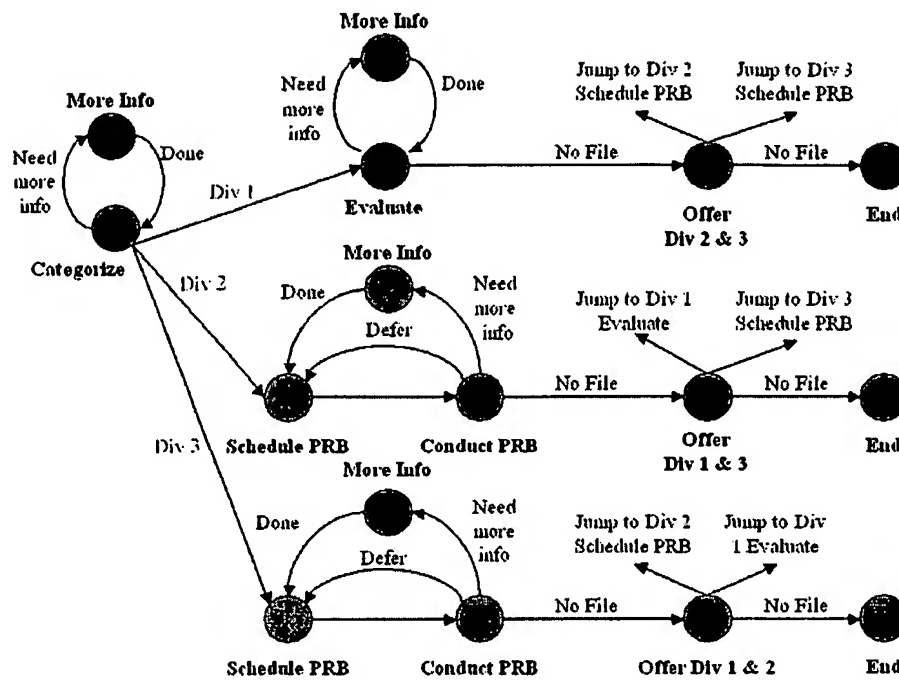 More Info
Need
more
info
Done
Categorize
Div 1
Div 2
Div 3
More Info
Need
more
info
Done
Evaluate
No File
Jump to Div 2
Schedule PRB
Jump to Div 3
Schedule PRB
Offer
Div 2 & 3
No File
End
More Info
Done
Defer
Need
more
info
Schedule PRB
Conduct PRB
No File
Jump to Div 1
Evaluate
Jump to Div 3
Schedule PRB
Offer
Div 1 & 3
No File
End
More Info
Done
Defer
Need
more
info
Schedule PRB
Conduct PRB
No File
Jump to Div 2
Schedule PRB
Jump to Div
1 Evaluate
Offer Div 1 & 2
No File
End